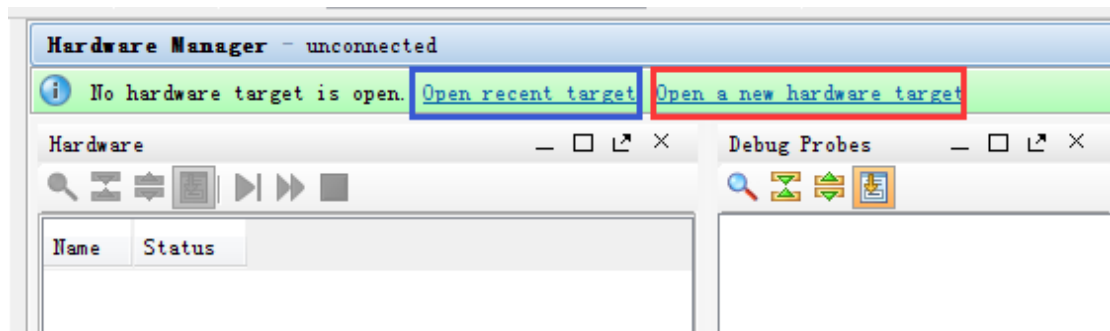 Hardware Manager - unconnected
No hardware target is open. Open recent target Open a new hardware target
Hardware
Debug Probes
Name Status